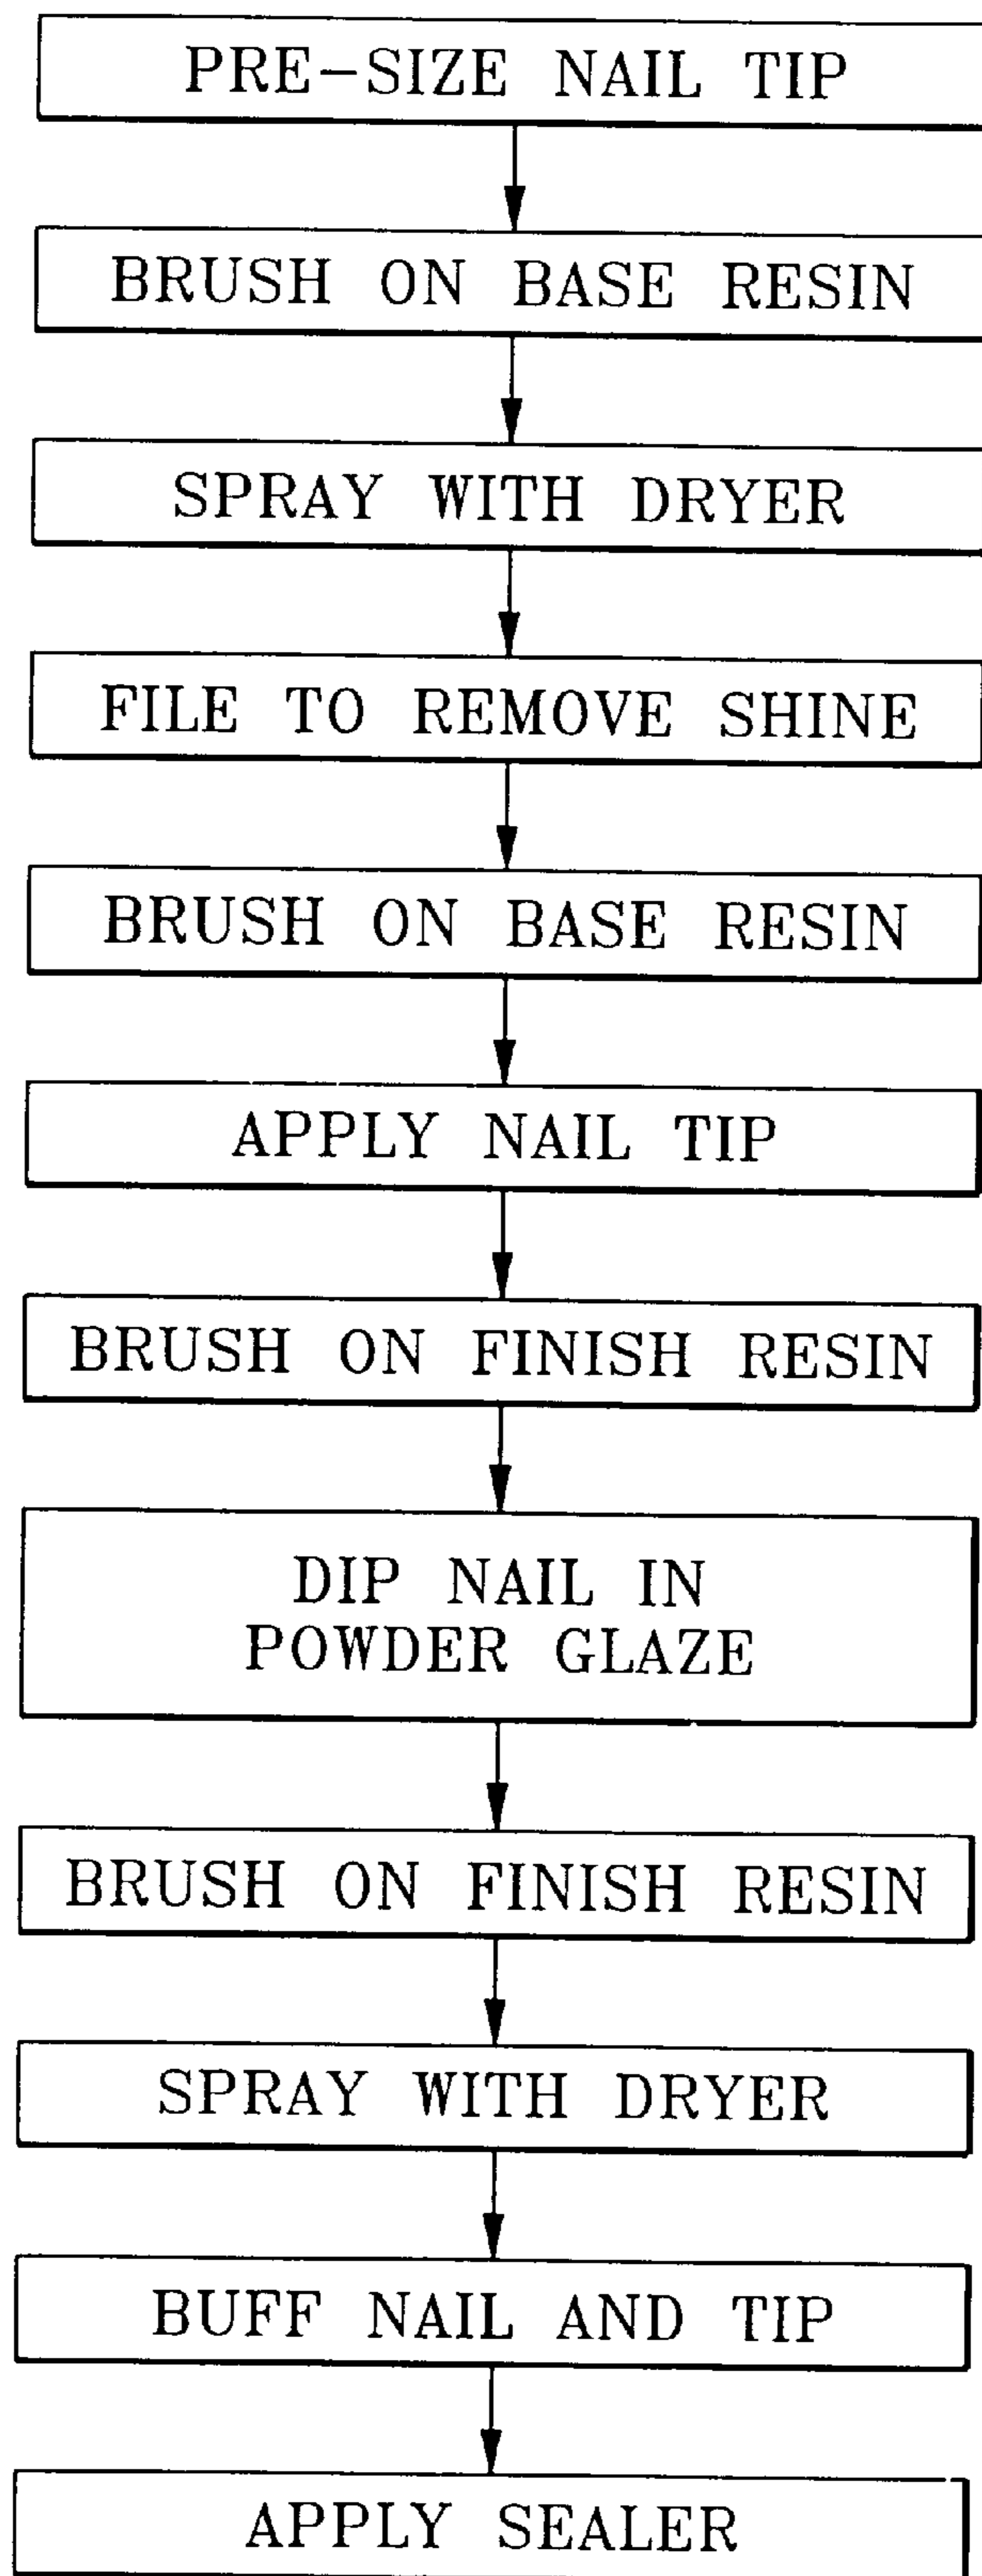 PRE-SIZE NAIL TIP
BRUSH ON BASE RESIN
SPRAY WITH DRYER
FILE TO REMOVE SHINE
BRUSH ON BASE RESIN
APPLY NAIL TIP
BRUSH ON FINISH RESIN
DIP NAIL IN
POWDER GLAZE
BRUSH ON FINISH RESIN
SPRAY WITH DRYER
BUFF NAIL AND TIP
APPLY SEALER